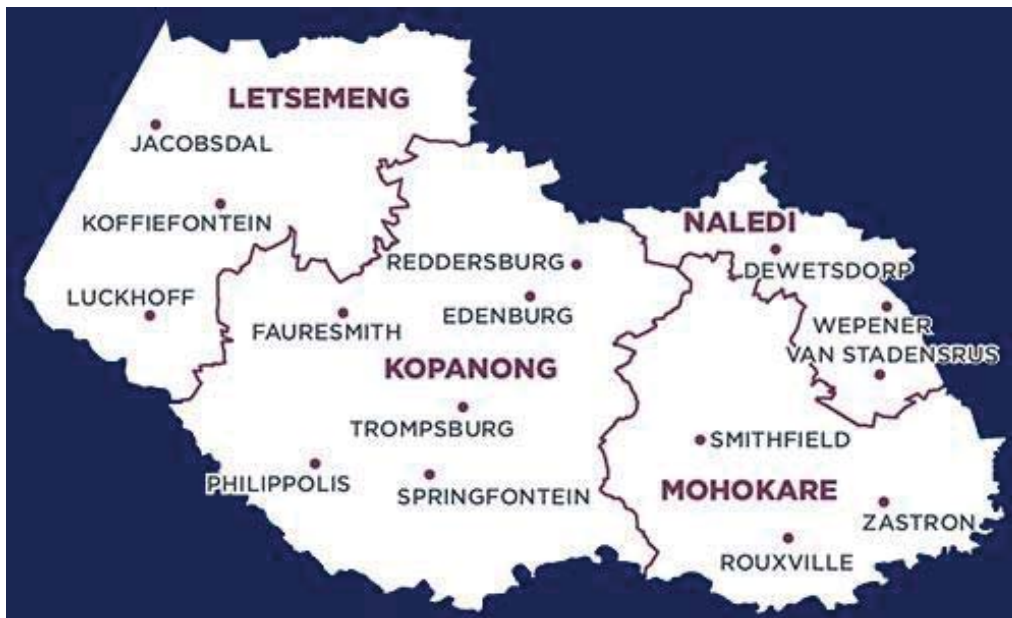 LETSEMENG
JACOBSDAL
KOFFIEFONTEIN
LUCKHOFF
NALEDI
DEWETSDORP
WEPENER
VAN STADENSRUS
REDDERSBURG
EDENBURG
FAURESMITH
KOPANONG
TROMPSBURG
PHILIPPOLIS
SPRINGFONTEIN
SMITHFIELD
MOHOKARE
ZASTRON
ROUXVILLE